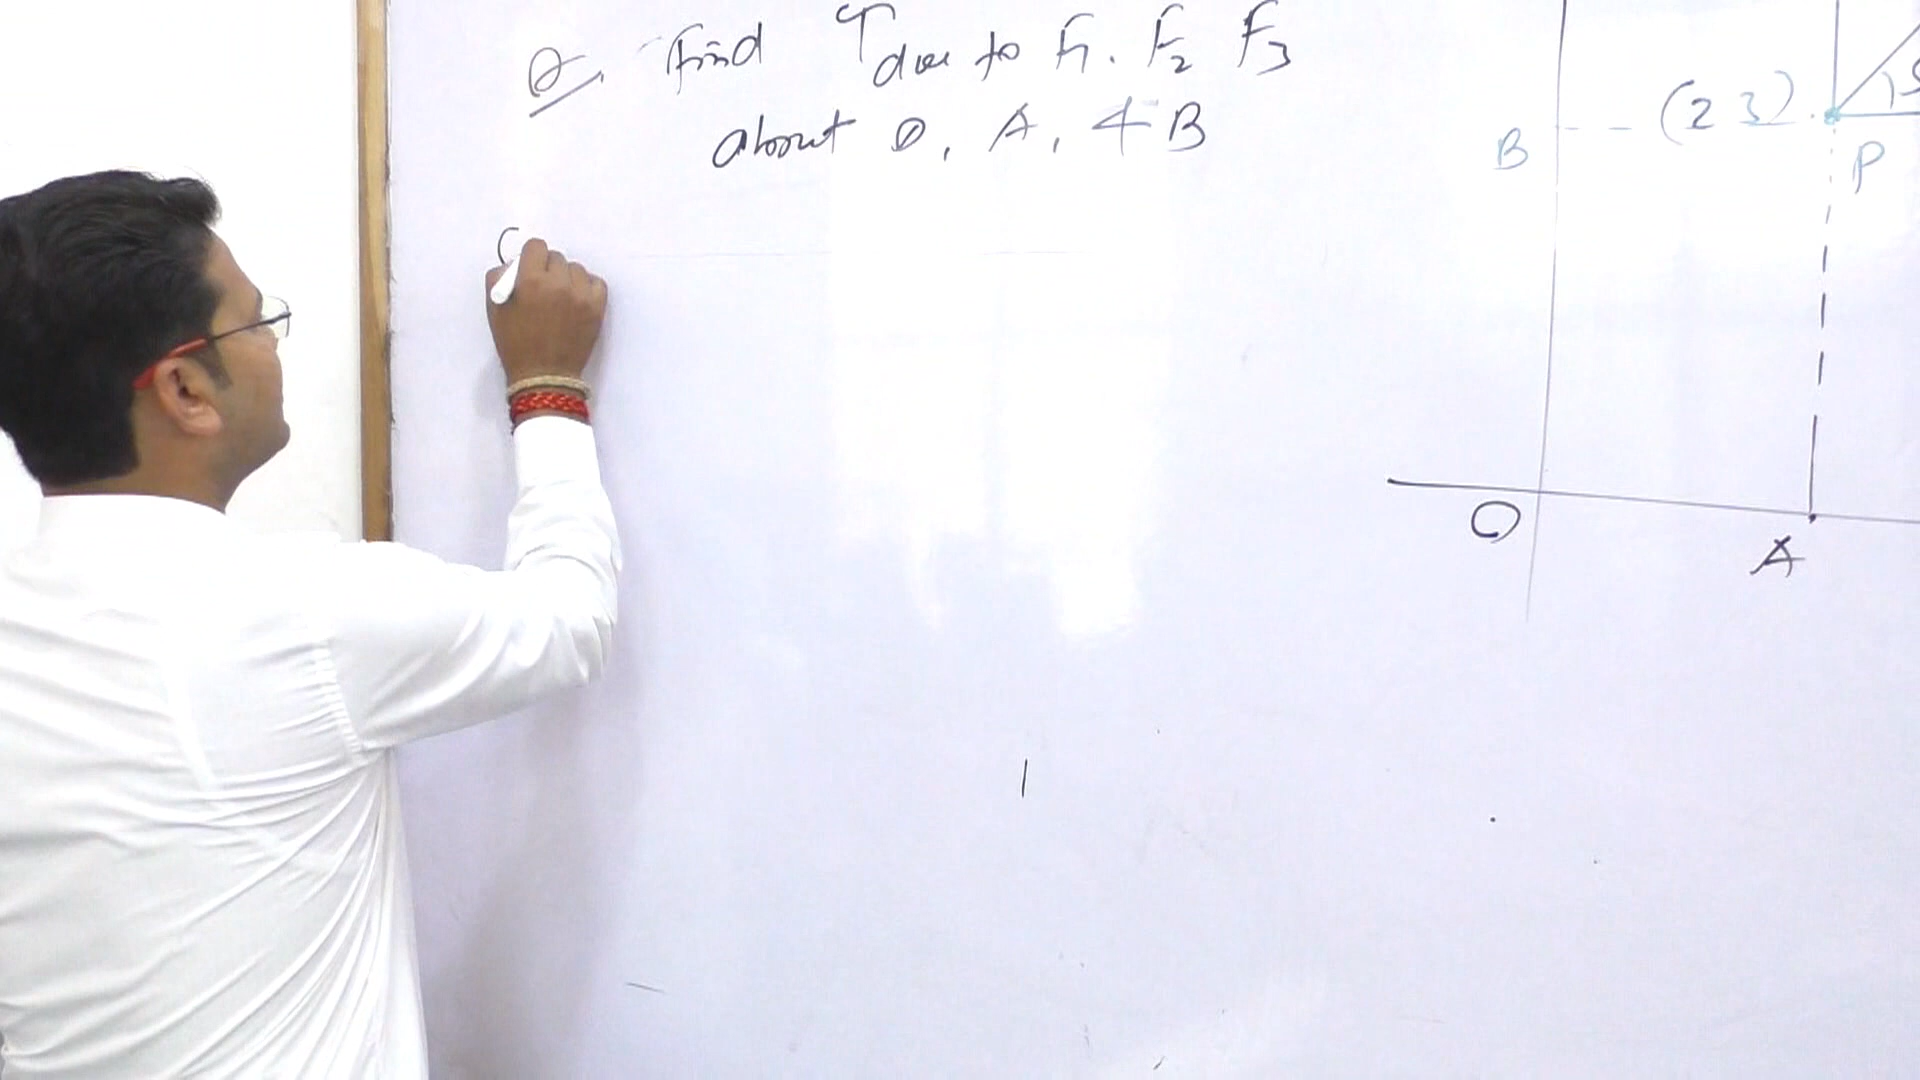 Q. Find τ due to F1. F2 F3
about O, A, & B
(2 3)
B
P
O
A